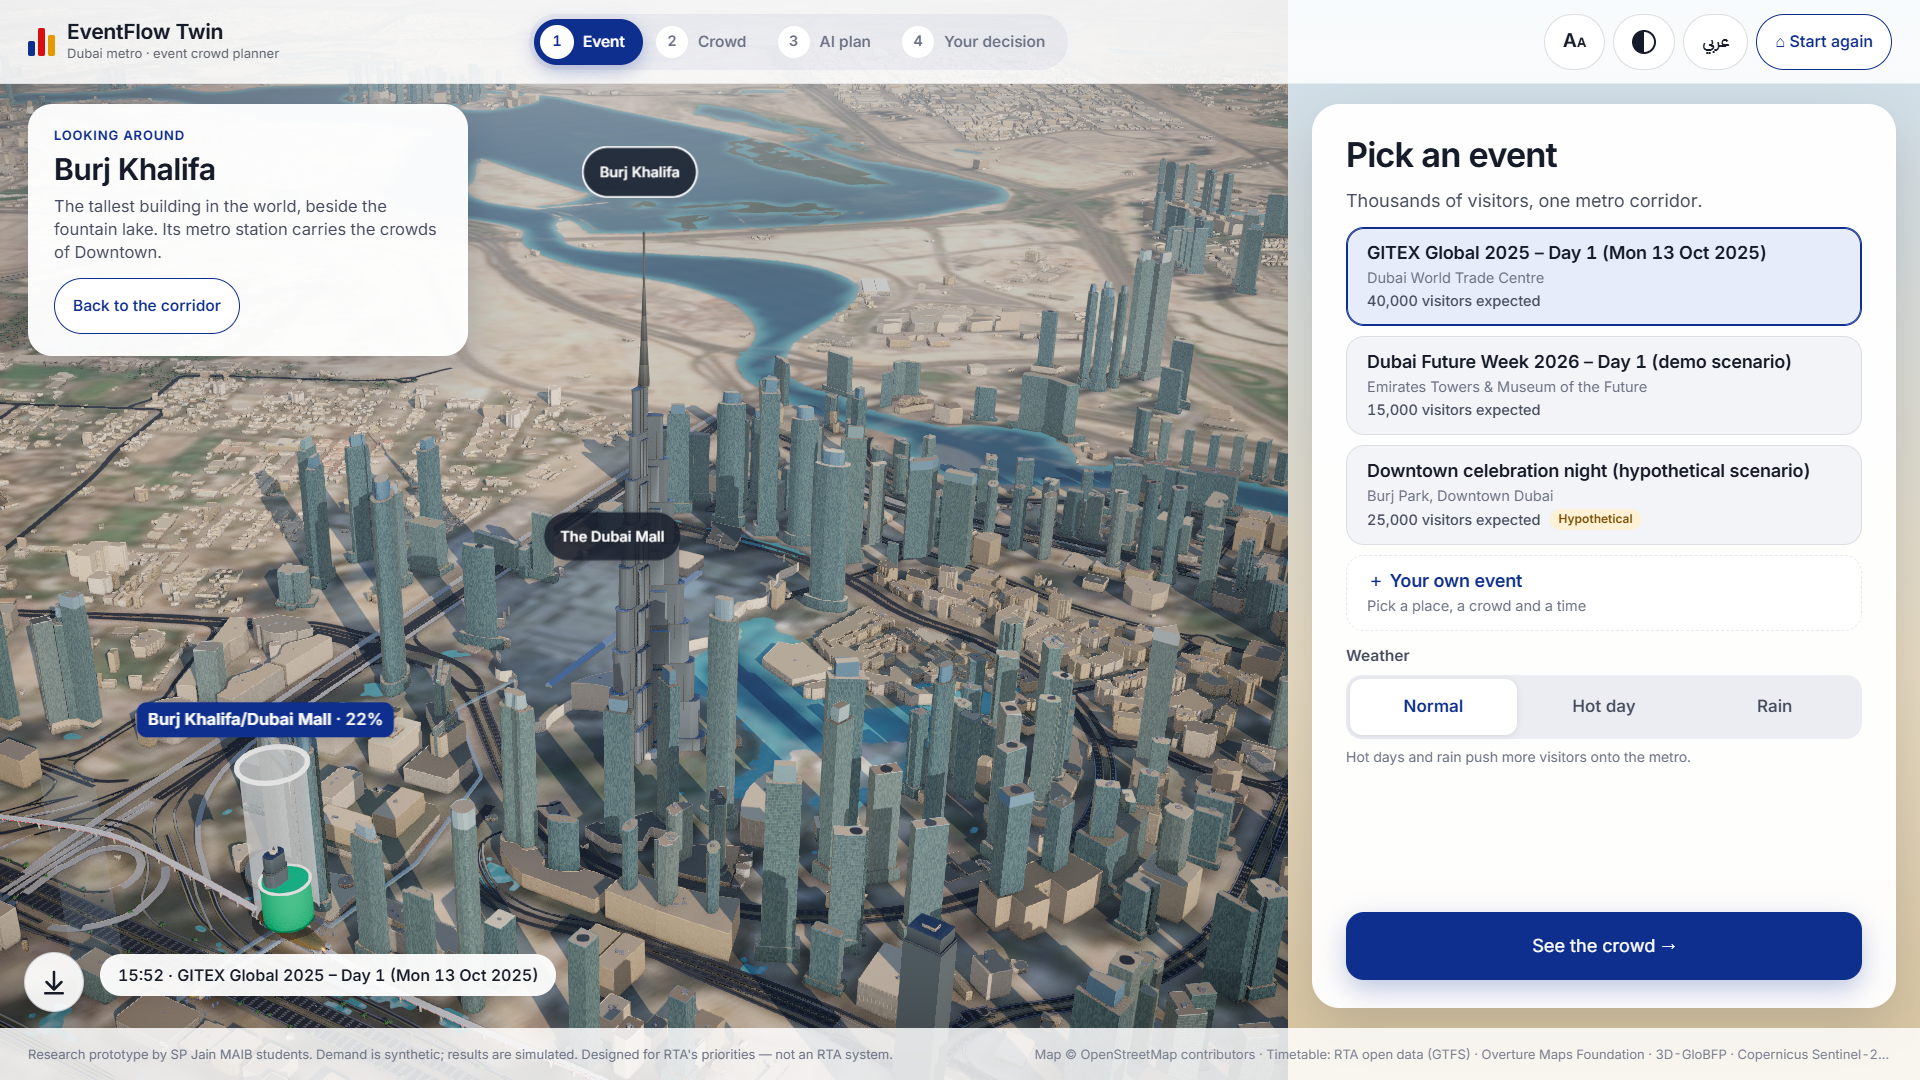 EventFlow Twin
Dubai metro · event crowd planner
1 Event
2 Crowd
3 AI plan
4 Your decision
AA
عربي
⌂ Start again
LOOKING AROUND
Burj Khalifa
The tallest building in the world, beside the
fountain lake. Its metro station carries the crowds
of Downtown.
Back to the corridor
Burj Khalifa
The Dubai Mall
Burj Khalifa/Dubai Mall · 22%
15:52 · GITEX Global 2025 – Day 1 (Mon 13 Oct 2025)
Pick an event
Thousands of visitors, one metro corridor.
GITEX Global 2025 – Day 1 (Mon 13 Oct 2025)
Dubai World Trade Centre
40,000 visitors expected
Dubai Future Week 2026 – Day 1 (demo scenario)
Emirates Towers & Museum of the Future
15,000 visitors expected
Downtown celebration night (hypothetical scenario)
Burj Park, Downtown Dubai
25,000 visitors expected Hypothetical
+ Your own event
Pick a place, a crowd and a time
Weather
Normal
Hot day
Rain
Hot days and rain push more visitors onto the metro.
See the crowd →
Research prototype by SP Jain MAIB students. Demand is synthetic; results are simulated. Designed for RTA's priorities — not an RTA system.
Map © OpenStreetMap contributors · Timetable: RTA open data (GTFS) · Overture Maps Foundation · 3D-GloBFP · Copernicus Sentinel-2...